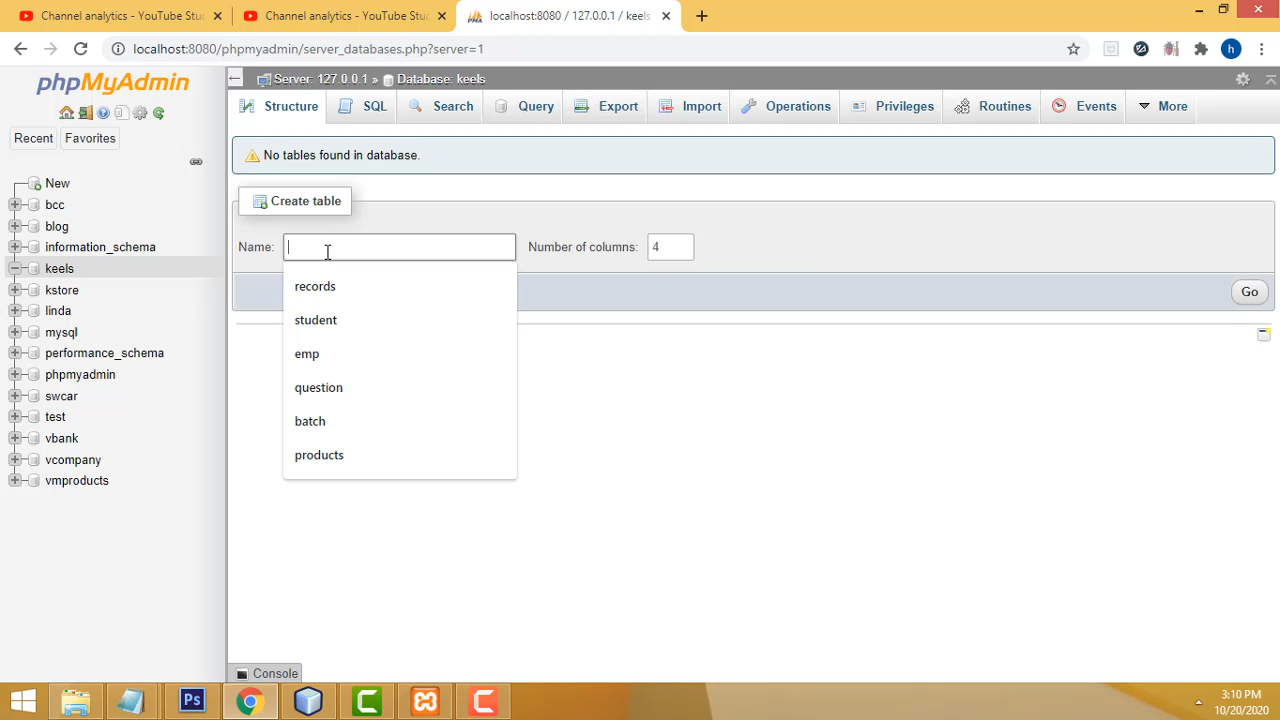 Channel analytics - YouTube Stu
Channel analytics - YouTube Stu
localhost:8080 / 127.0.0.1 / keels
localhost:8080/phpmyadmin/server_databases.php?server=1
h
phpMyAdmin
Recent
Favorites
New
bcc
blog
information_schema
keels
kstore
linda
mysql
performance_schema
phpmyadmin
swcar
test
vbank
vcompany
vmproducts
Server: 127.0.0.1 » Database: keels
Structure
SQL
Search
Query
Export
Import
Operations
Privileges
Routines
Events
More
No tables found in database.
Create table
Name:
Number of columns: 4
records
student
emp
question
batch
products
Go
Console
Ps
3:10 PM
10/20/2020